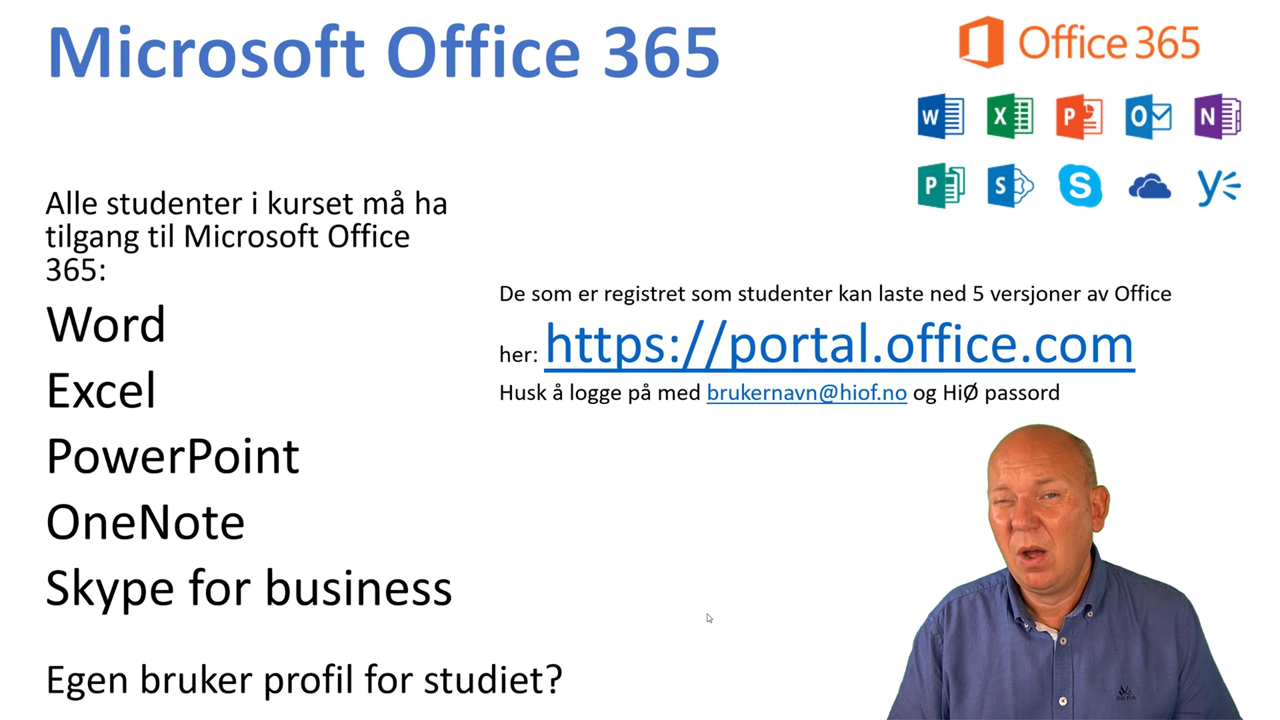 Microsoft Office 365
Office 365
W X P O N
P S S y
Alle studenter i kurset må ha
tilgang til Microsoft Office
365:
Word
Excel
PowerPoint
OneNote
Skype for business
Egen bruker profil for studiet?
De som er registret som studenter kan laste ned 5 versjoner av Office
her: https://portal.office.com
Husk å logge på med brukernavn@hiof.no og HiØ passord